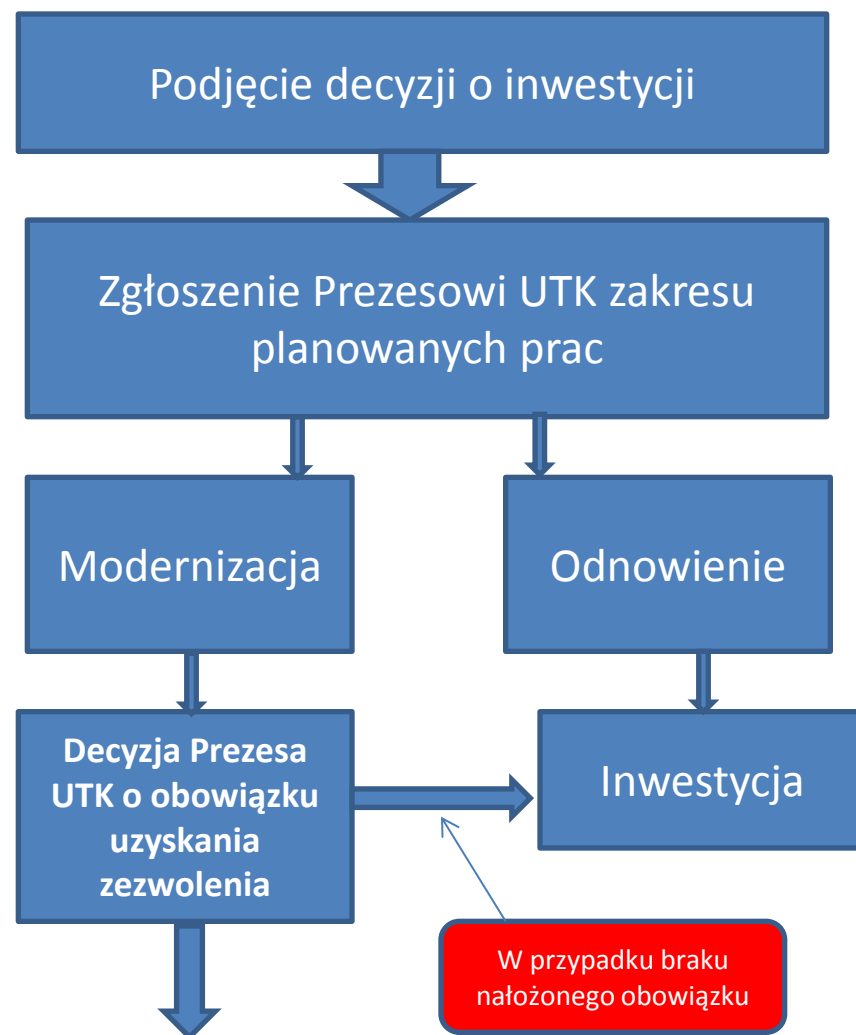 Podjęcie decyzji o inwestycji
Zgłoszenie Prezesowi UTK zakresu
planowanych prac
Modernizacja
Odnowienie
Decyzja Prezesa
UTK o obowiązku
uzyskania
zezwolenia
Inwestycja
W przypadku braku
nałożonego obowiązku